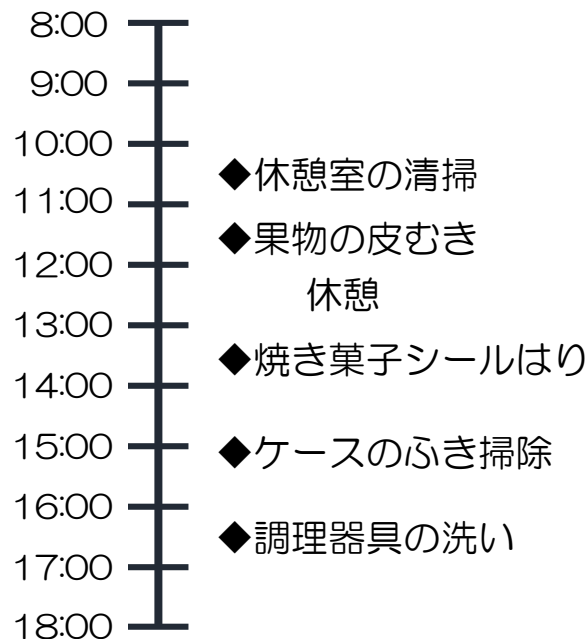 8:00
9:00
10:00
◆休憩室の清掃
11:00
◆果物の皮むき
12:00
休憩
13:00
◆焼き菓子シールはり
14:00
15:00
◆ケースのふき掃除
16:00
◆調理器具の洗い
17:00
18:00